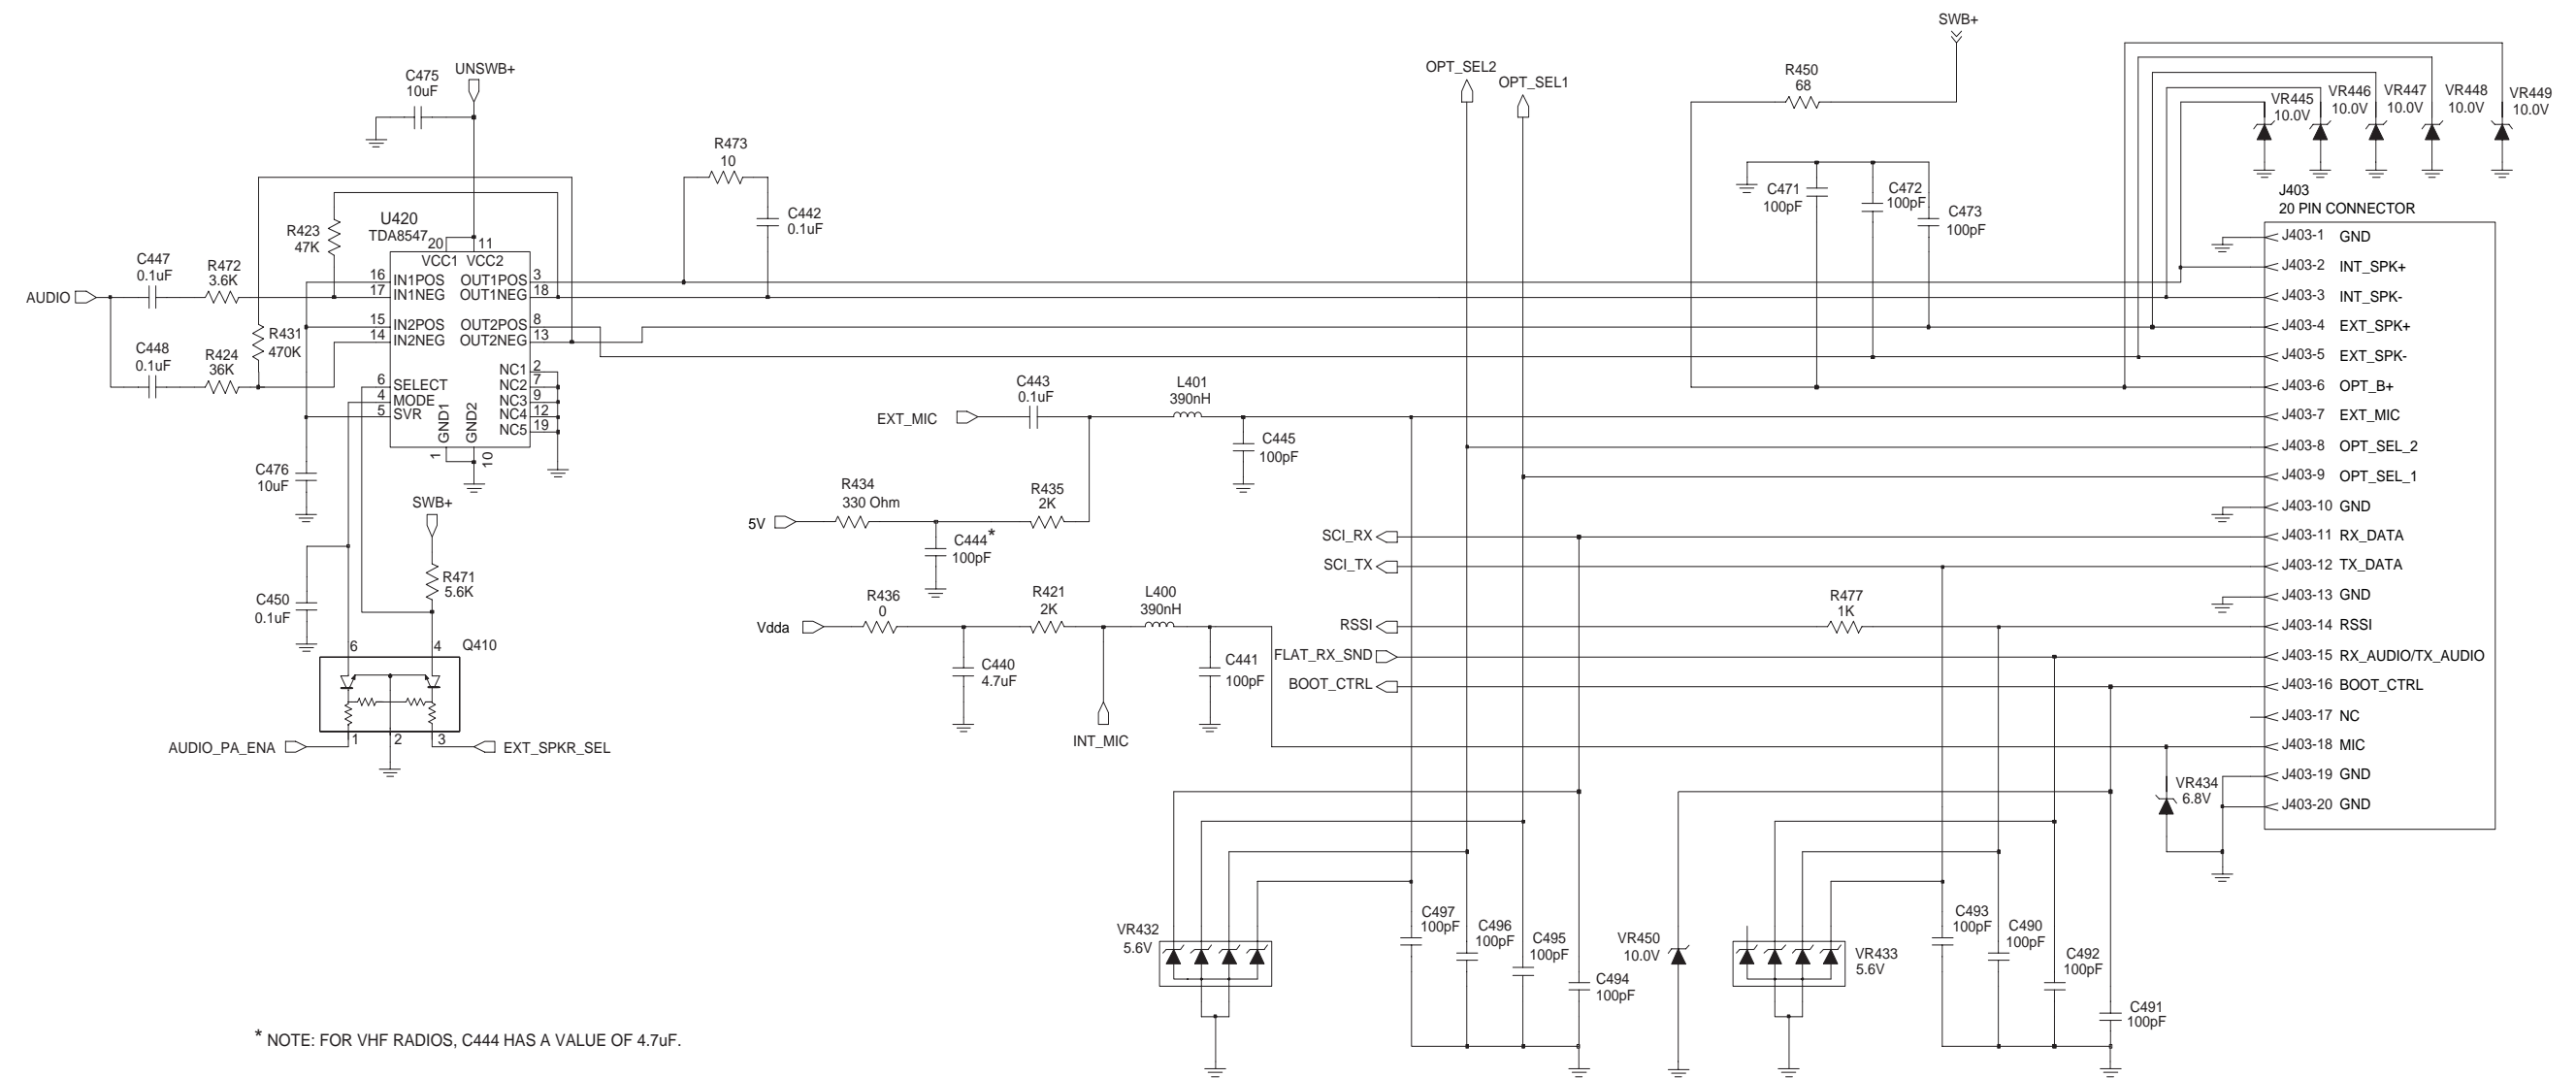 SWB+
C475
10uF
UNSWB+
OPT_SEL2
OPT_SEL1
R450
68
VR445
10.0V
VR446
10.0V
VR447
10.0V
VR448
10.0V
VR449
10.0V
R473
10
C442
0.1uF
C471
100pF
C472
100pF
C473
100pF
J403
20 PIN CONNECTOR
U420
TDA8547
R423
47K
C447
0.1uF
R472
3.6K
AUDIO
R431
470K
C448
0.1uF
R424
36K
20 11
VCC1 VCC2
16 IN1POS OUT1POS 3
17 IN1NEG OUT1NEG 18
15 IN2POS OUT2POS 8
14 IN2NEG OUT2NEG 13
NC1 2
6 SELECT NC2 7
4 MODE NC3 9
5 SVR NC4 12
NC5 19
GND1
GND2
1
10
J403-1 GND
J403-2 INT_SPK+
J403-3 INT_SPK-
J403-4 EXT_SPK+
J403-5 EXT_SPK-
J403-6 OPT_B+
J403-7 EXT_MIC
J403-8 OPT_SEL_2
J403-9 OPT_SEL_1
J403-10 GND
J403-11 RX_DATA
J403-12 TX_DATA
J403-13 GND
J403-14 RSSI
J403-15 RX_AUDIO/TX_AUDIO
J403-16 BOOT_CTRL
J403-17 NC
J403-18 MIC
J403-19 GND
J403-20 GND
EXT_MIC
C443
0.1uF
L401
390nH
C445
100pF
C476
10uF
SWB+
R434
330 Ohm
R435
2K
5V
C444*
100pF
SCI_RX
SCI_TX
R471
5.6K
C450
0.1uF
R436
0
R421
2K
L400
390nH
Vdda
C440
4.7uF
C441
100pF
INT_MIC
RSSI
R477
1K
FLAT_RX_SND
BOOT_CTRL
6
4
Q410
1
2
3
AUDIO_PA_ENA
EXT_SPKR_SEL
VR434
6.8V
VR432
5.6V
C497
100pF
C496
100pF
C495
100pF
C494
100pF
VR450
10.0V
VR433
5.6V
C493
100pF
C490
100pF
C492
100pF
C491
100pF
* NOTE: FOR VHF RADIOS, C444 HAS A VALUE OF 4.7uF.